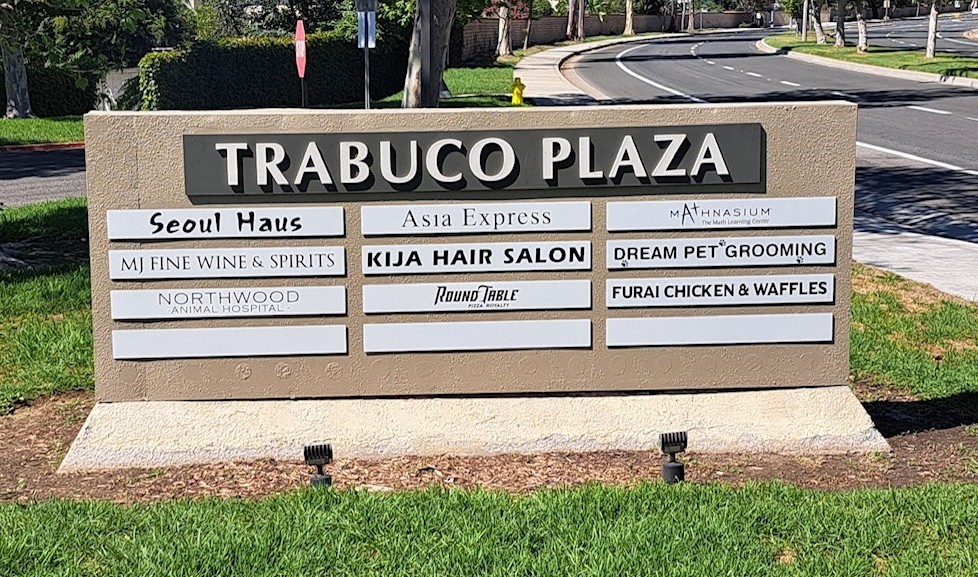 TRABUCO PLAZA
Seoul Haus
Asia Express
MATHNASIUM
The Math Learning Center
MJ FINE WINE & SPIRITS
KIJA HAIR SALON
DREAM PET GROOMING
NORTHWOOD
·ANIMAL·HOSPITAL·
ROUND TABLE
PIZZA ROYALTY
FURAI CHICKEN & WAFFLES